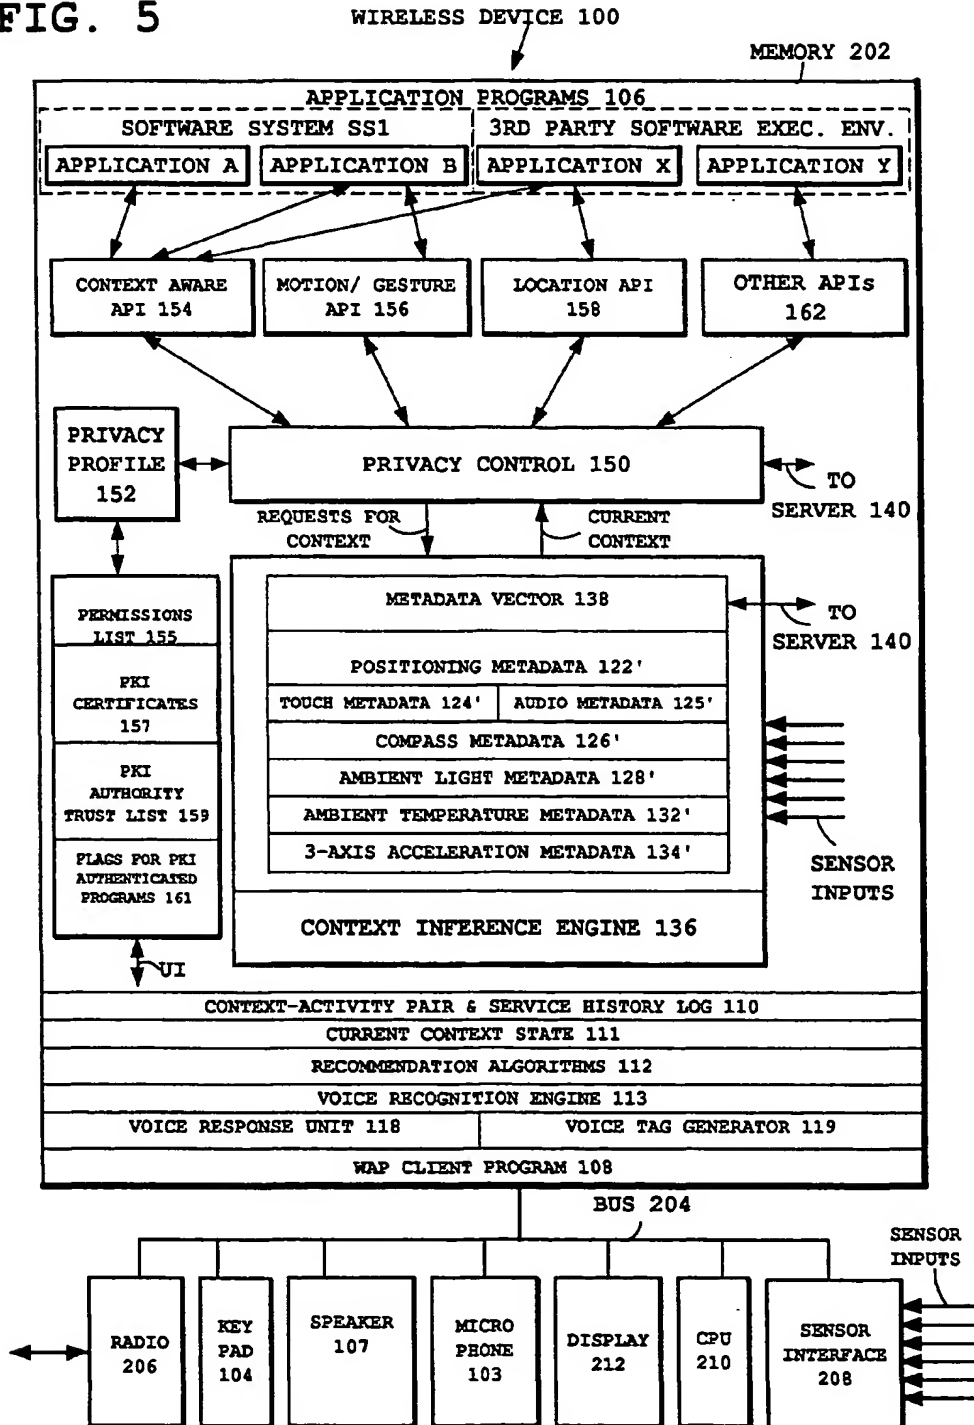 FIG. 5
WIRELESS DEVICE 100
MEMORY 202
APPLICATION PROGRAMS 106
SOFTWARE SYSTEM SS1
3RD PARTY SOFTWARE EXEC. ENV.
APPLICATION A
APPLICATION B
APPLICATION X
APPLICATION Y
CONTEXT AWARE
API 154
MOTION/ GESTURE
API 156
LOCATION API
158
OTHER APIs
162
PRIVACY
PROFILE
152
PRIVACY CONTROL 150
TO
SERVER 140
REQUESTS FOR
CONTEXT
CURRENT
CONTEXT
PERMISSIONS
LIST 155
PKI
CERTIFICATES
157
PKI
AUTHORITY
TRUST LIST 159
FLAGS FOR PKI
AUTHENTICATED
PROGRAMS 161
UI
METADATA VECTOR 138
TO
SERVER 140
POSITIONING METADATA 122'
TOUCH METADATA 124'
AUDIO METADATA 125'
COMPASS METADATA 126'
AMBIENT LIGHT METADATA 128'
AMBIENT TEMPERATURE METADATA 132'
3-AXIS ACCELERATION METADATA 134'
SENSOR
INPUTS
CONTEXT INFERENCE ENGINE 136
CONTEXT-ACTIVITY PAIR & SERVICE HISTORY LOG 110
CURRENT CONTEXT STATE 111
RECOMMENDATION ALGORITHMS 112
VOICE RECOGNITION ENGINE 113
VOICE RESPONSE UNIT 118
VOICE TAG GENERATOR 119
WAP CLIENT PROGRAM 108
BUS 204
SENSOR
INPUTS
RADIO
206
KEY
PAD
104
SPEAKER
107
MICRO
PHONE
103
DISPLAY
212
CPU
210
SENSOR
INTERFACE
208